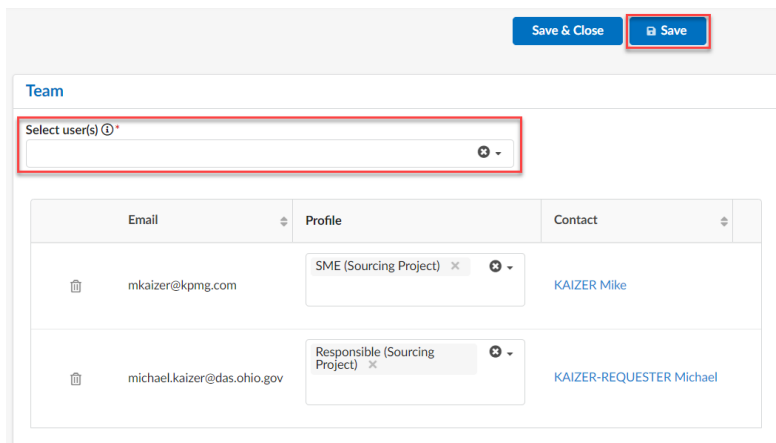 Save & Close
Save
Team
Select user(s) *
Email
Profile
Contact
mkaizer@kpmg.com
SME (Sourcing Project)
KAIZER Mike
michael.kaizer@das.ohio.gov
Responsible (Sourcing
Project)
KAIZER-REQUESTER Michael